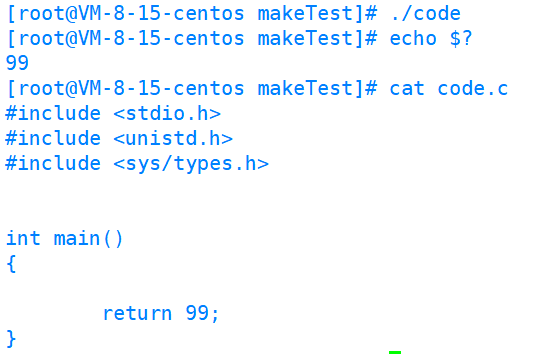 [root@VM-8-15-centos makeTest]# ./code
[root@VM-8-15-centos makeTest]# echo $?
99
[root@VM-8-15-centos makeTest]# cat code.c
#include <stdio.h>
#include <unistd.h>
#include <sys/types.h>
int main()
{
return 99;
}